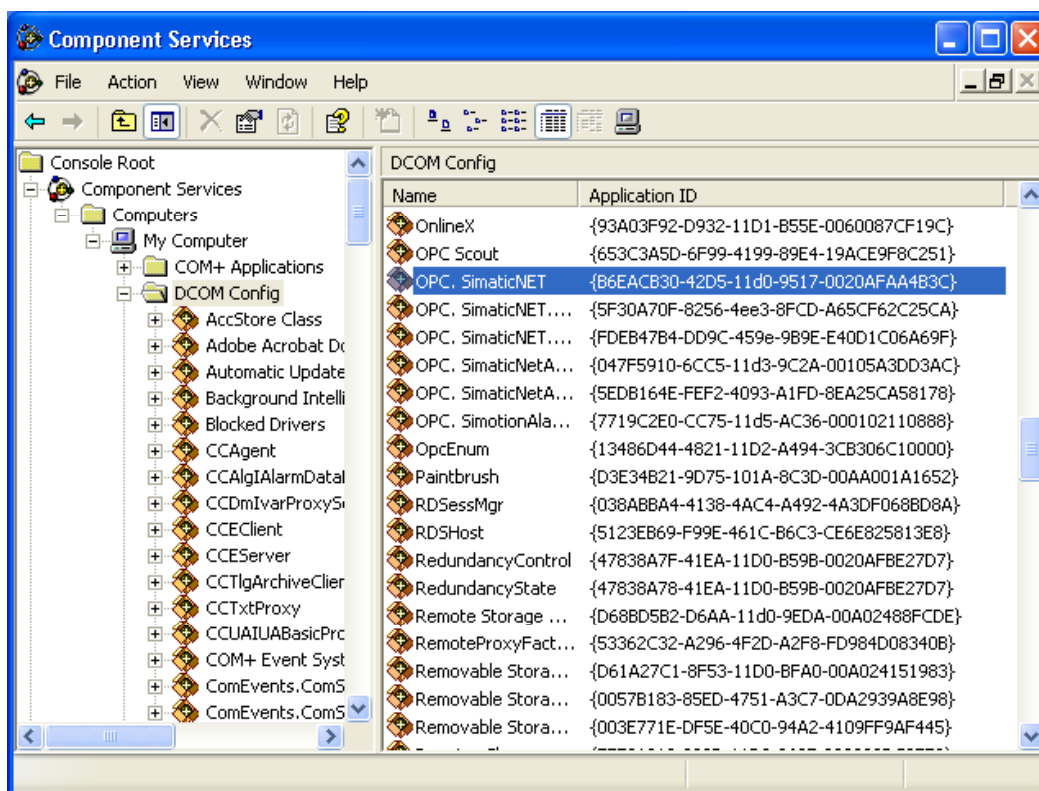 Component Services
File Action View Window Help
Console Root
Component Services
Computers
My Computer
COM+ Applications
DCOM Config
AccStore Class
Adobe Acrobat Do
Automatic Update
Background Intelli
Blocked Drivers
CCAgent
CCAlgIAlarmDatal
CCDmIvarProxyS
CCEClient
CCEServer
CCTlgArchiveClier
CCTxtProxy
CCUAIUABasicPrc
COM+ Event Syst
ComEvents.ComS
ComEvents.ComS
DCOM Config
Name Application ID
OnlineX {93A03F92-D932-11D1-B55E-0060087CF19C}
OPC Scout {653C3A5D-6F99-4199-89E4-19ACE9F8C251}
OPC. SimaticNET {B6EACB30-42D5-11d0-9517-0020AFAA4B3C}
OPC. SimaticNET.... {5F30A70F-8256-4ee3-8FCD-A65CF62C25CA}
OPC. SimaticNET.... {FDEB47B4-DD9C-459e-9B9E-E40D1C06A69F}
OPC. SimaticNetA... {047F5910-6CC5-11d3-9C2A-00105A3DD3AC}
OPC. SimaticNetA... {5EDB164E-FEF2-4093-A1FD-8EA25CA58178}
OPC. SimotionAla... {7719C2E0-CC75-11d5-AC36-000102110888}
OpcEnum {13486D44-4821-11D2-A494-3CB306C10000}
Paintbrush {D3E34B21-9D75-101A-8C3D-00AA001A1652}
RDSessMgr {038ABBA4-4138-4AC4-A492-4A3DF068BD8A}
RDSHost {5123EB69-F99E-461C-B6C3-CE6E825813E8}
RedundancyControl {47838A7F-41EA-11D0-B59B-0020AFBE27D7}
RedundancyState {47838A78-41EA-11D0-B59B-0020AFBE27D7}
Remote Storage ... {D68BD5B2-D6AA-11d0-9EDA-00A02488FCDE}
RemoteProxyFact... {53362C32-A296-4F2D-A2F8-FD984D08340B}
Removable Stora... {D61A27C1-8F53-11D0-BFA0-00A024151983}
Removable Stora... {0057B183-85ED-4751-A3C7-0DA2939A8E98}
Removable Stora... {003E771E-DF5E-40C0-94A2-4109FF9AF445}